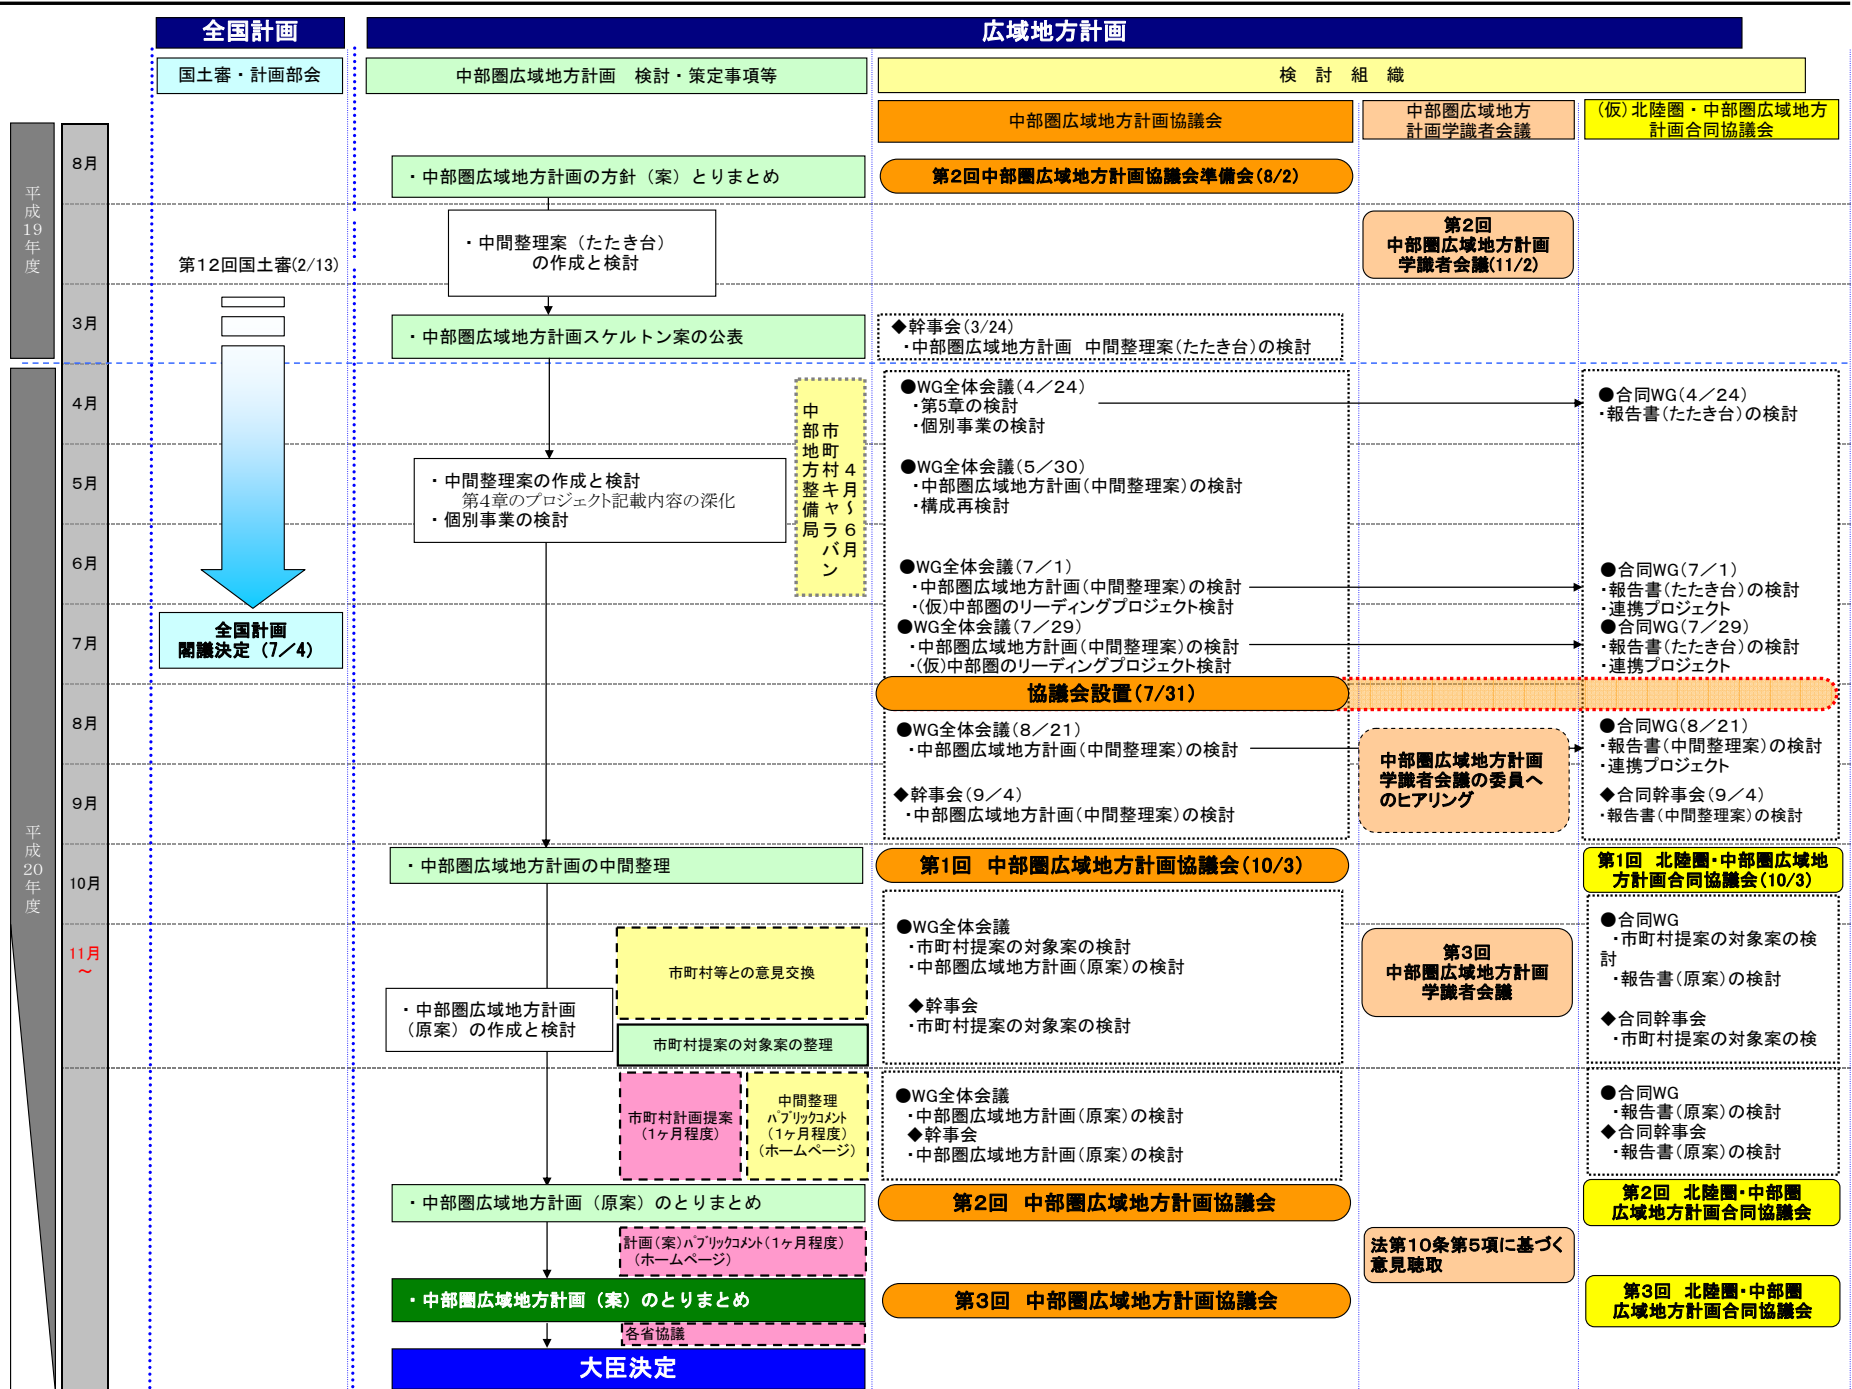 全国計画
広域地方計画
国土審・計画部会
中部圏広域地方計画　検討・策定事項等
検　討　組　織
中部圏広域地方計画協議会
中部圏広域地方
計画学識者会議
(仮)北陸圏・中部圏広域地方
計画合同協議会
平成19年度
8月
・中部圏広域地方計画の方針（案）とりまとめ
第2回中部圏広域地方計画協議会準備会(8/2)
・中間整理案（たたき台）
の作成と検討
第2回
中部圏広域地方計画
学識者会議(11/2)
第12回国土審(2/13)
3月
・中部圏広域地方計画スケルトン案の公表
◆幹事会(3/24)
・中部圏広域地方計画　中間整理案(たたき台)の検討
平成20年度
4月
5月
6月
7月
8月
9月
10月
11月
～
中部地方整備局
市町村キャラバン
4月～6月
●WG全体会議(4／24)
・第5章の検討
・個別事業の検討
●合同WG(4／24)
・報告書(たたき台)の検討
・中間整理案の作成と検討
第4章のプロジェクト記載内容の深化
・個別事業の検討
●WG全体会議(5／30)
・中部圏広域地方計画(中間整理案)の検討
・構成再検討
●WG全体会議(7／1)
・中部圏広域地方計画(中間整理案)の検討
・(仮)中部圏のリーディングプロジェクト検討
●合同WG(7／1)
・報告書(たたき台)の検討
・連携プロジェクト
全国計画
閣議決定（7／4）
●WG全体会議(7／29)
・中部圏広域地方計画(中間整理案)の検討
・(仮)中部圏のリーディングプロジェクト検討
●合同WG(7／29)
・報告書(たたき台)の検討
・連携プロジェクト
協議会設置(7/31)
●WG全体会議(8／21)
・中部圏広域地方計画(中間整理案)の検討
中部圏広域地方計画
学識者会議の委員へ
のヒアリング
●合同WG(8／21)
・報告書(中間整理案)の検討
・連携プロジェクト
◆幹事会(9／4)
・中部圏広域地方計画(中間整理案)の検討
◆合同幹事会(9／4)
・報告書(中間整理案)の検討
・中部圏広域地方計画の中間整理
第1回　中部圏広域地方計画協議会(10/3)
第1回　北陸圏・中部圏広域地
方計画合同協議会(10/3)
●WG全体会議
・市町村提案の対象案の検討
・中部圏広域地方計画(原案)の検討
◆幹事会
・市町村提案の対象案の検討
第3回
中部圏広域地方計画
学識者会議
●合同WG
・市町村提案の対象案の検
討
・報告書(原案)の検討
◆合同幹事会
・市町村提案の対象案の検
市町村等との意見交換
・中部圏広域地方計画
（原案）の作成と検討
市町村提案の対象案の整理
市町村計画提案
(1ヶ月程度)
中間整理
パブリックコメント
(1ヶ月程度)
(ホームページ)
●WG全体会議
・中部圏広域地方計画(原案)の検討
◆幹事会
・中部圏広域地方計画(原案)の検討
●合同WG
・報告書(原案)の検討
◆合同幹事会
・報告書(原案)の検討
・中部圏広域地方計画（原案）のとりまとめ
第2回　中部圏広域地方計画協議会
第2回　北陸圏・中部圏
広域地方計画合同協議会
計画(案)パブリックコメント(1ヶ月程度)
(ホームページ)
法第10条第5項に基づく
意見聴取
・中部圏広域地方計画（案）のとりまとめ
第3回　中部圏広域地方計画協議会
第3回　北陸圏・中部圏
広域地方計画合同協議会
各省協議
大臣決定